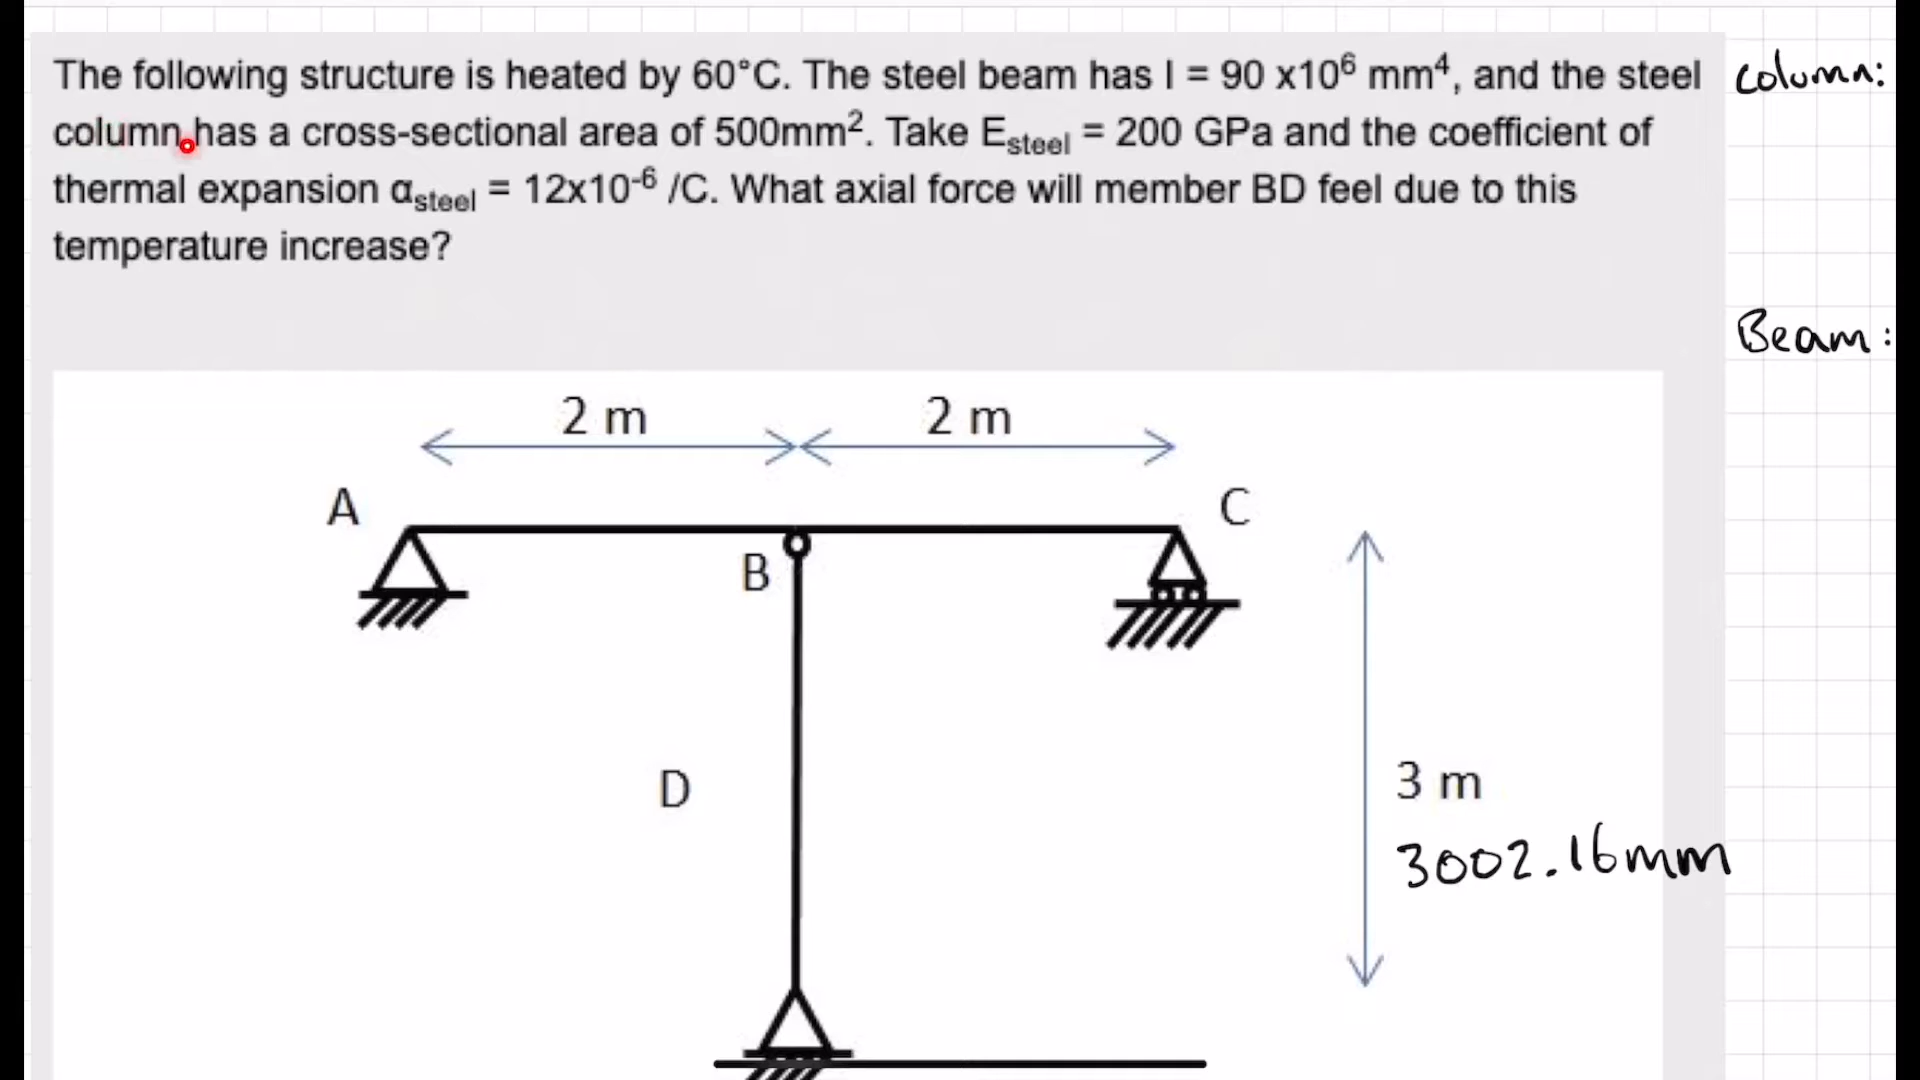 The following structure is heated by 60°C. The steel beam has I = 90 x10⁶ mm⁴, and the steel
column has a cross-sectional area of 500mm². Take Esteel = 200 GPa and the coefficient of
thermal expansion αsteel = 12x10⁻⁶ /C. What axial force will member BD feel due to this
temperature increase?
column:
Beam:
2 m
2 m
A
C
B
D
3 m
3002.16mm